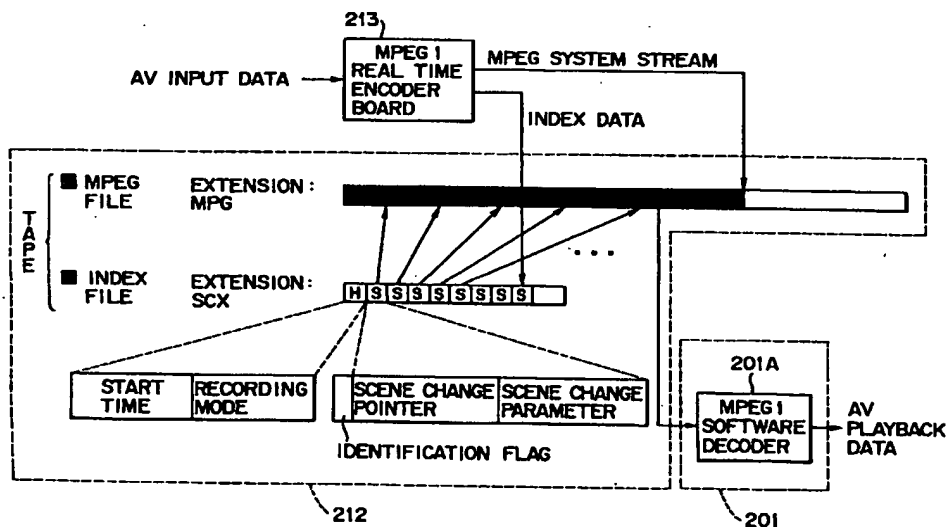 213
MPEG 1
REAL TIME
ENCODER
BOARD
AV INPUT DATA
MPEG SYSTEM STREAM
INDEX DATA
TAPE
MPEG
FILE
EXTENSION:
MPG
INDEX
FILE
EXTENSION:
SCX
H S S S S S S S S
START
TIME
RECORDING
MODE
SCENE CHANGE
POINTER
SCENE CHANGE
PARAMETER
IDENTIFICATION FLAG
201A
MPEG 1
SOFTWARE
DECODER
AV
PLAYBACK
DATA
212
201